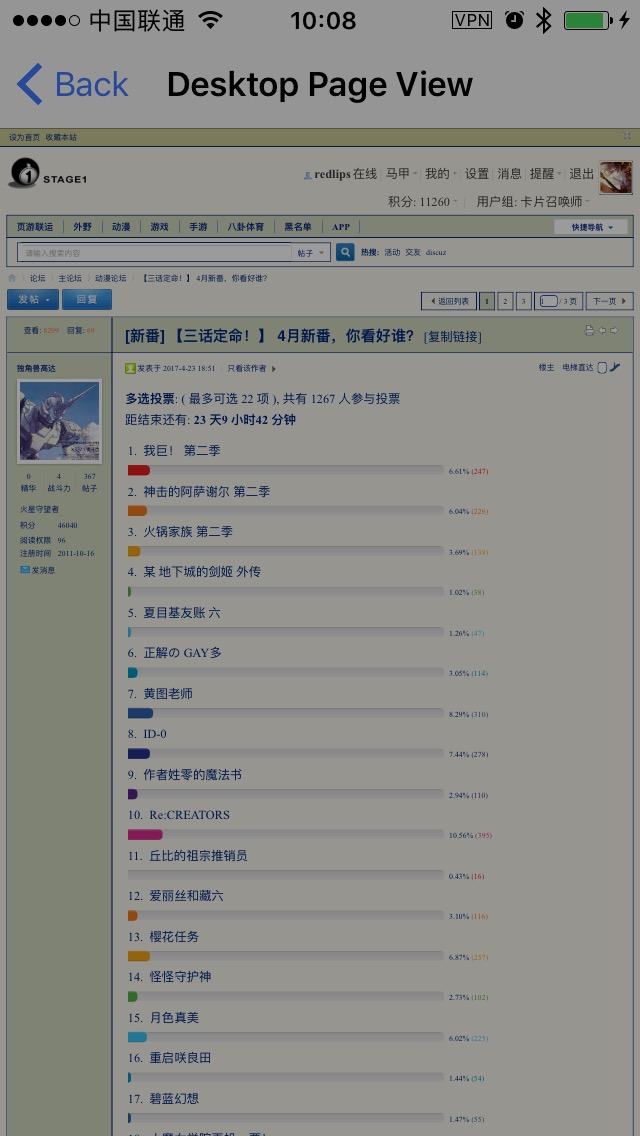 中国联通 10:08 VPN
Back Desktop Page View
设为首页 收藏本站
1 STAGE1
redlips 在线 马甲 我的 设置 消息 提醒 退出
积分: 11260 用户组: 卡片召唤师
页游联运 外野 动漫 游戏 手游 八卦体育 黑名单 APP 快捷导航
请输入搜索内容 帖子 热搜: 活动 交友 discuz
论坛 主论坛 动漫论坛 【三话定命！】 4月新番，你看好谁？
发帖 回复 返回列表 1 2 3 1 / 3 页 下一页
查看: 8299 回复: 
[新番] 【三话定命！】 4月新番，你看好谁？ [复制链接]
独角兽高达
发表于 2017-4-23 18:51 只看该作者 楼主 电梯直达
0 4 367
精华 战斗力 帖子
火星守望者
积分 46040
阅读权限 96
注册时间 2011-10-16
发消息
多选投票: ( 最多可选 22 项 ), 共有 1267 人参与投票
距结束还有: 23 天9 小时42 分钟
1. 我巨！ 第二季
6.61% (247)
2. 神击的阿萨谢尔 第二季
6.04% (226)
3. 火锅家族 第二季
3.69% (138)
4. 某 地下城的剑姬 外传
1.02% (38)
5. 夏目基友账 六
1.26% (47)
6. 正解の GAY多
3.05% (114)
7. 黄图老师
8.29% (310)
8. ID-0
7.44% (278)
9. 作者姓零的魔法书
2.94% (110)
10. Re:CREATORS
10.56% (395)
11. 丘比的祖宗推销员
0.43% (16)
12. 爱丽丝和藏六
3.10% (116)
13. 樱花任务
6.87% (257)
14. 怪怪守护神
2.73% (102)
15. 月色真美
6.02% (225)
16. 重启咲良田
1.44% (54)
17. 碧蓝幻想
1.47% (55)